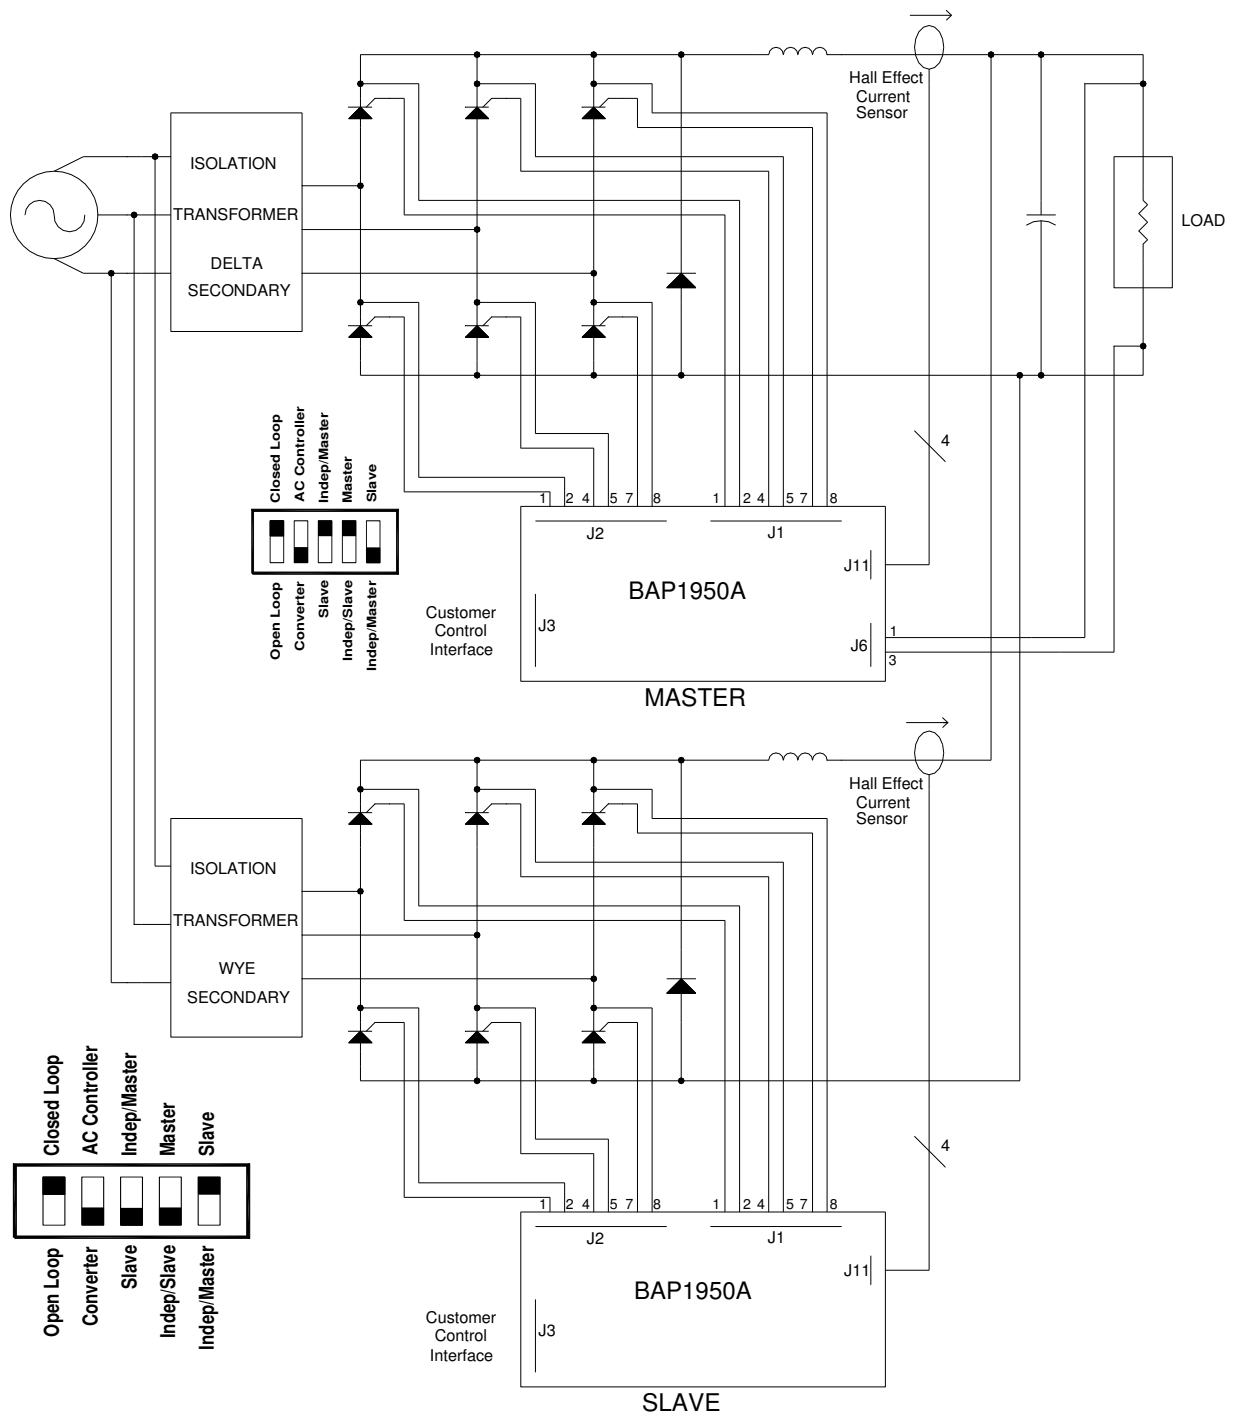 Hall Effect
Current
Sensor
ISOLATION
TRANSFORMER
DELTA
SECONDARY
LOAD
4
Closed Loop
AC Controller
Indep/Master
Master
Slave
Open Loop
Converter
Slave
Indep/Slave
Indep/Master
1 2 4 5 7 8
1 2 4 5 7 8
J2
J1
J11
BAP1950A
Customer
Control
Interface
J3
J6
1
3
MASTER
Hall Effect
Current
Sensor
ISOLATION
TRANSFORMER
WYE
SECONDARY
4
Closed Loop
AC Controller
Indep/Master
Master
Slave
Open Loop
Converter
Slave
Indep/Slave
Indep/Master
1 2 4 5 7 8
1 2 4 5 7 8
J2
J1
J11
BAP1950A
Customer
Control
Interface
J3
SLAVE